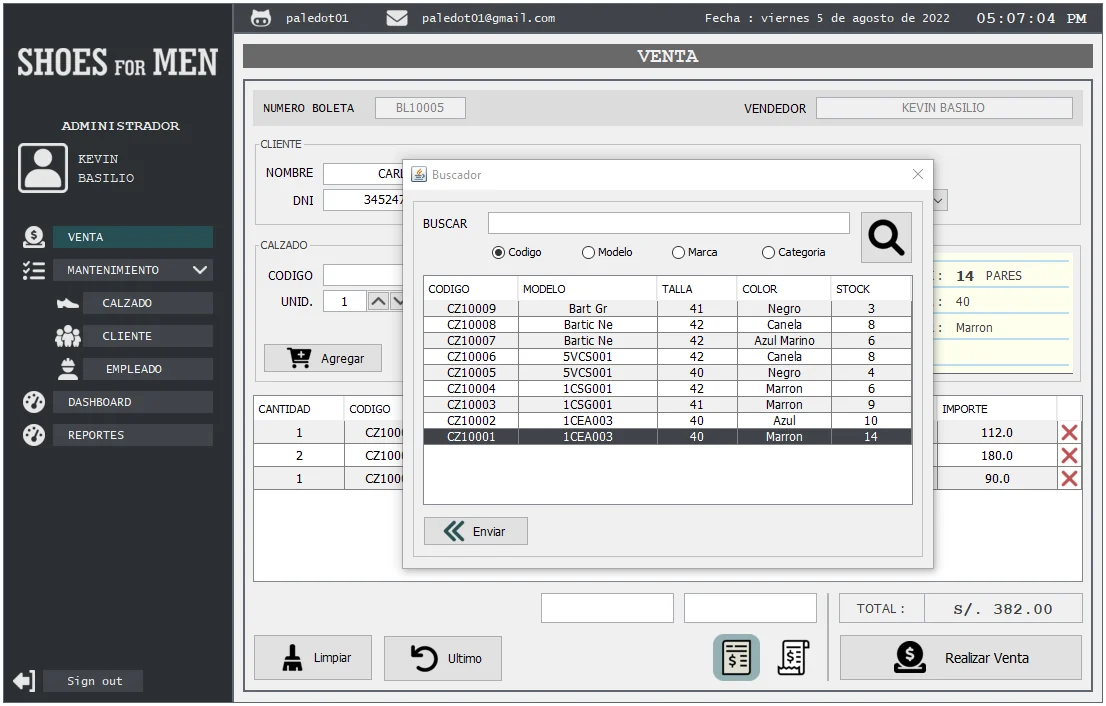 paledot01 paledot01@gmail.com Fecha : viernes 5 de agosto de 2022 05:07:04 PM
SHOES FOR MEN
VENTA
NUMERO BOLETA BL10005 VENDEDOR KEVIN BASILIO
ADMINISTRADOR
KEVIN
BASILIO
VENTA
MANTENIMIENTO
CALZADO
CLIENTE
EMPLEADO
DASHBOARD
REPORTES
Sign out
CLIENTE
NOMBRE CARL
DNI 345247
CALZADO
CODIGO
UNID. 1
Agregar
14 PARES
40
Marron
Buscador
BUSCAR
Codigo Modelo Marca Categoria
CODIGO MODELO TALLA COLOR STOCK
CZ10009 Bart Gr 41 Negro 3
CZ10008 Bartic Ne 42 Canela 8
CZ10007 Bartic Ne 42 Azul Marino 6
CZ10006 5VCS001 42 Canela 8
CZ10005 5VCS001 40 Negro 4
CZ10004 1CSG001 42 Marron 6
CZ10003 1CSG001 41 Marron 9
CZ10002 1CEA003 40 Azul 10
CZ10001 1CEA003 40 Marron 14
Enviar
CANTIDAD CODIGO IMPORTE
1 CZ100 112.0
2 CZ100 180.0
1 CZ100 90.0
TOTAL : S/. 382.00
Limpiar Ultimo Realizar Venta